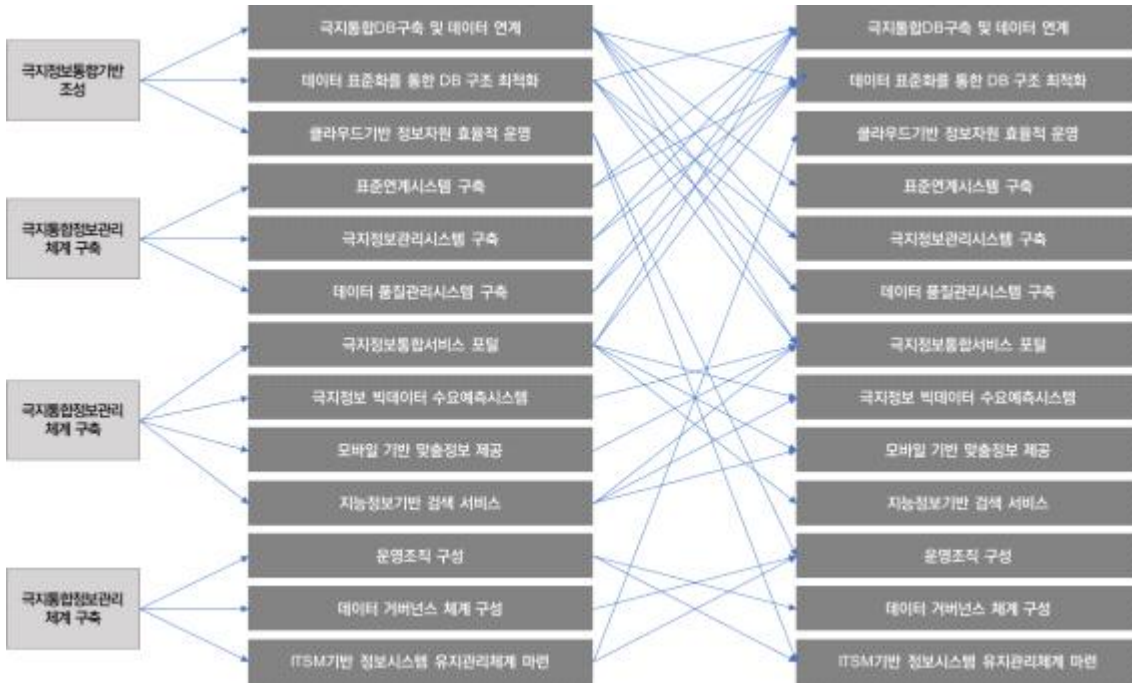 극지정보통합기반
조성
극지통합정보관리
체계 구축
극지통합정보관리
체계 구축
극지통합정보관리
체계 구축
극지통합DB구축 및 데이터 연계
데이터 표준화를 통한 DB 구조 최적화
클라우드기반 정보자원 효율적 운영
표준연계시스템 구축
극지정보관리시스템 구축
데이터 품질관리시스템 구축
극지정보통합서비스 포털
극지정보 빅데이터 수요예측시스템
모바일 기반 맞춤정보 제공
지능정보기반 검색 서비스
운영조직 구성
데이터 거버넌스 체계 구성
ITSM기반 정보시스템 유지관리체계 마련
극지통합DB구축 및 데이터 연계
데이터 표준화를 통한 DB 구조 최적화
클라우드기반 정보자원 효율적 운영
표준연계시스템 구축
극지정보관리시스템 구축
데이터 품질관리시스템 구축
극지정보통합서비스 포털
극지정보 빅데이터 수요예측시스템
모바일 기반 맞춤정보 제공
지능정보기반 검색 서비스
운영조직 구성
데이터 거버넌스 체계 구성
ITSM기반 정보시스템 유지관리체계 마련